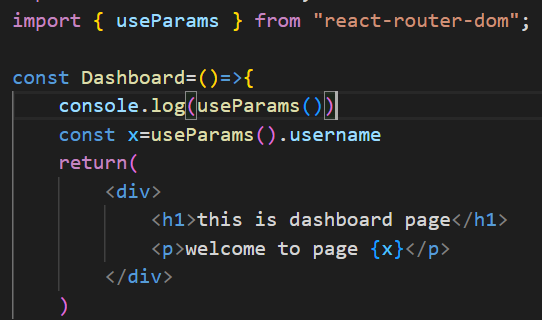 import { useParams } from "react-router-dom";
const Dashboard=()=>{
console.log(useParams())
const x=useParams().username
return(
<div>
<h1>this is dashboard page</h1>
<p>welcome to page {x}</p>
</div>
)